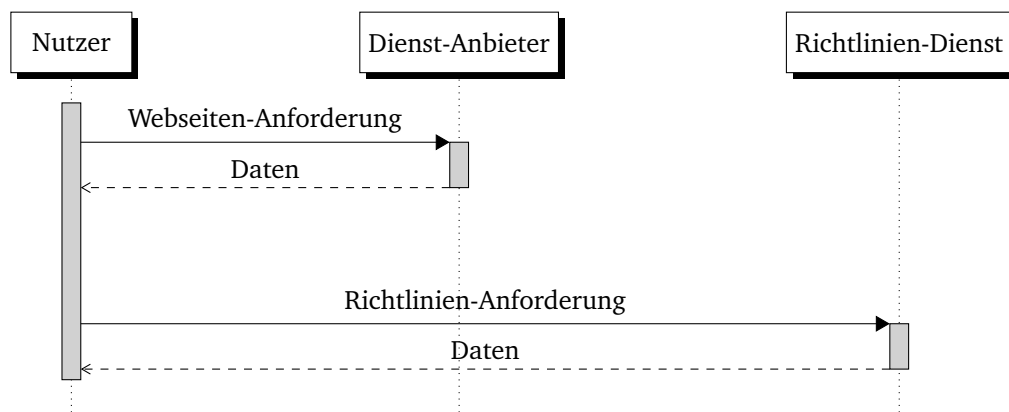 Nutzer
Dienst-Anbieter
Richtlinien-Dienst
Webseiten-Anforderung
Daten
Richtlinien-Anforderung
Daten